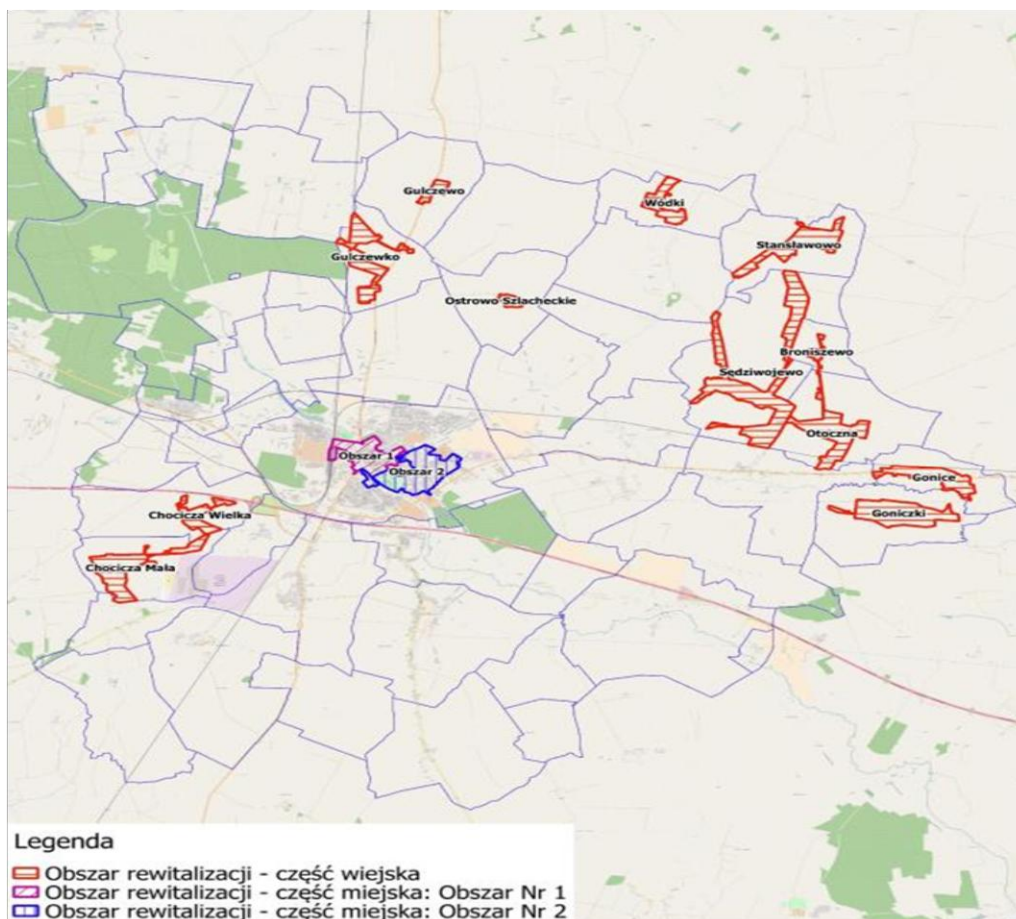 Gulczewo
Wódki
Stanisławowo
Gulczewko
Ostrowo Szlacheckie
Broniszewo
Sędziwojewo
Otoczna
Obszar 1
Obszar 2
Gonice
Goniczki
Chocicza Wielka
Chocicza Mała
Legenda
Obszar rewitalizacji - część wiejska
Obszar rewitalizacji - część miejska: Obszar Nr 1
Obszar rewitalizacji - część miejska: Obszar Nr 2